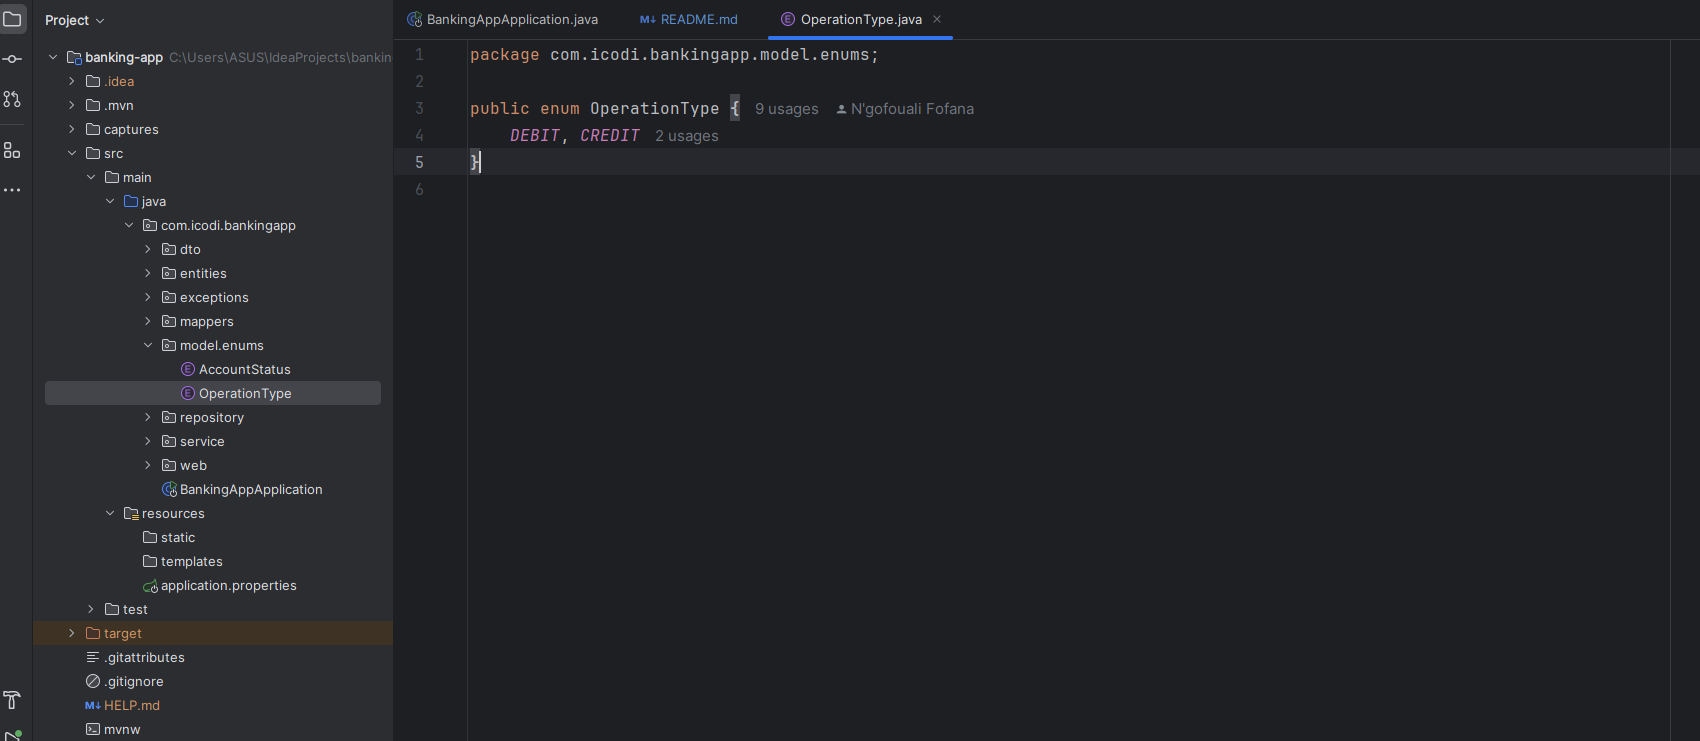 Project
BankingAppApplication.java
M↓ README.md
E OperationType.java
banking-app C:\Users\ASUS\IdeaProjects\bankin
.idea
.mvn
captures
src
main
java
com.icodi.bankingapp
dto
entities
exceptions
mappers
model.enums
E AccountStatus
E OperationType
repository
service
web
BankingAppApplication
resources
static
templates
application.properties
test
target
.gitattributes
.gitignore
M↓ HELP.md
mvnw
1 package com.icodi.bankingapp.model.enums;
2
3 public enum OperationType { 9 usages N'gofouali Fofana
4 DEBIT, CREDIT 2 usages
5 }
6